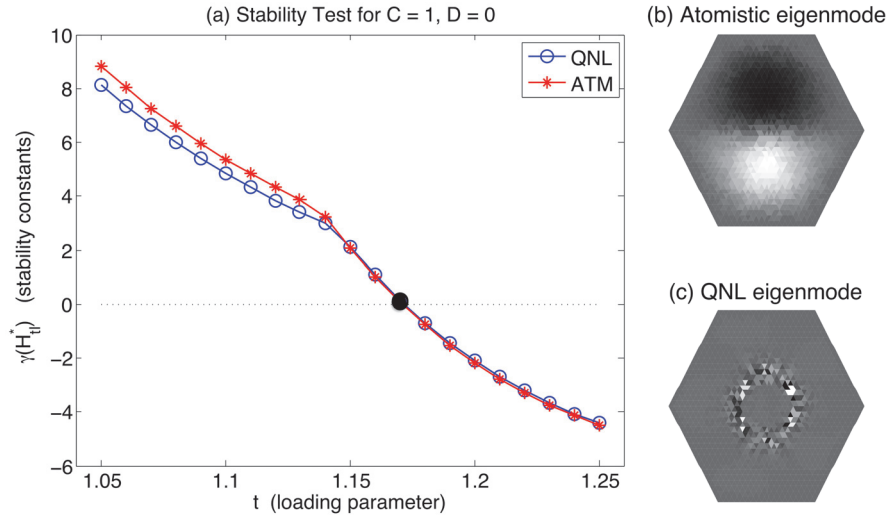 (a) Stability Test for C = 1, D = 0
QNL
ATM
10
8
6
4
2
0
−2
−4
−6
γ(H*tl) (stability constants)
1.05
1.1
1.15
1.2
1.25
t (loading parameter)
(b) Atomistic eigenmode
(c) QNL eigenmode